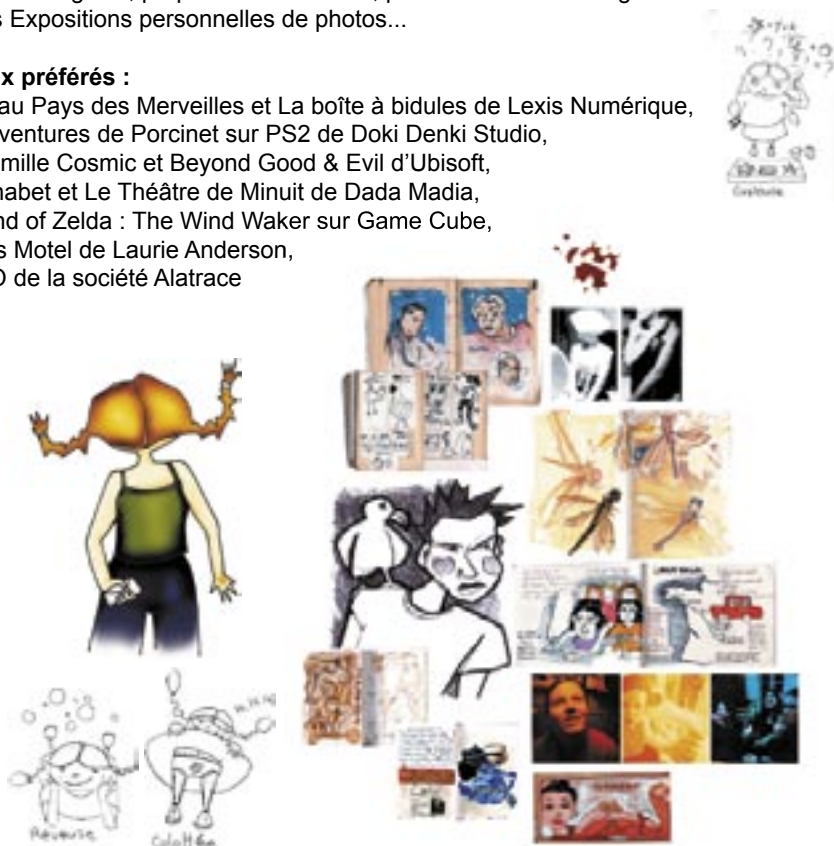 s Expositions personnelles de photos...
x préférés :
au Pays des Merveilles et La boîte à bidules de Lexis Numérique,
ventures de Porcinet sur PS2 de Doki Denki Studio,
mille Cosmic et Beyond Good & Evil d'Ubisoft,
habet et Le Théâtre de Minuit de Dada Madia,
nd of Zelda : The Wind Waker sur Game Cube,
s Motel de Laurie Anderson,
D de la société Alatrace
Rêveuse